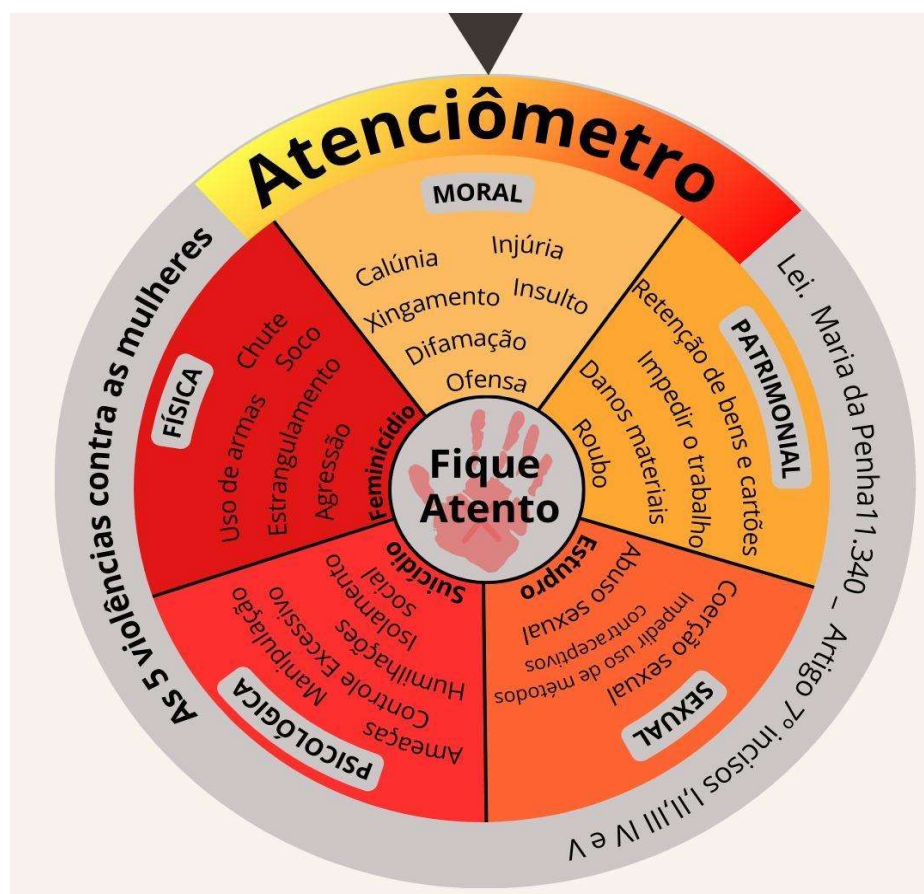 Atenciômetro
As 5 violências contra as mulheres
Lei. Maria da Penha11.340 _ Artigo 7º incisos I,II,III IV e V
MORAL
Calúnia
Injúria
Xingamento
Insulto
Difamação
Ofensa
PATRIMONIAL
Retenção de bens e cartões
Impedir o trabalho
Danos materiais
Roubo
SEXUAL
Coerção sexual
Impedir uso de métodos
contraceptivos
Abuso sexual
Estupro
PSICOLÓGICA
Ameaças
Manipulação
Controle Excessivo
Humilhações
Isolamento
social
Suicídio
FÍSICA
Chute
Soco
Uso de armas
Estrangulamento
Agressão
Feminicídio
Fique
Atento